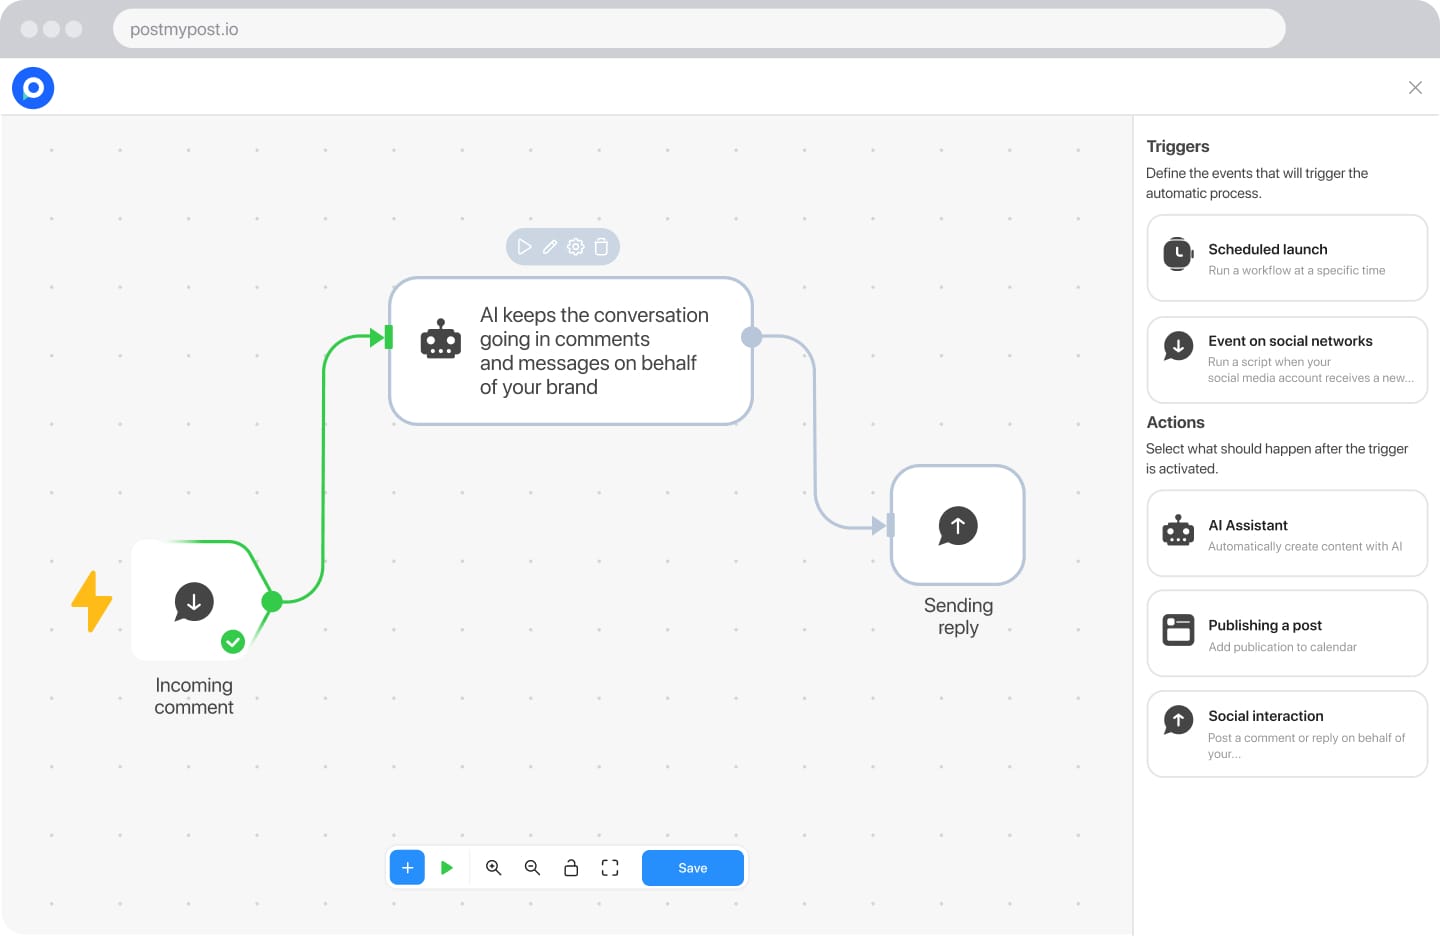 postmypost.io
Triggers
Define the events that will trigger the
automatic process.
Scheduled launch
Run a workflow at a specific time
Event on social networks
Run a script when your
social media account receives a new...
Actions
Select what should happen after the trigger
is activated.
AI Assistant
Automatically create content with AI
Publishing a post
Add publication to calendar
Social interaction
Post a comment or reply on behalf of
your...
AI keeps the conversation
going in comments
and messages on behalf
of your brand
Sending
reply
Incoming
comment
Save